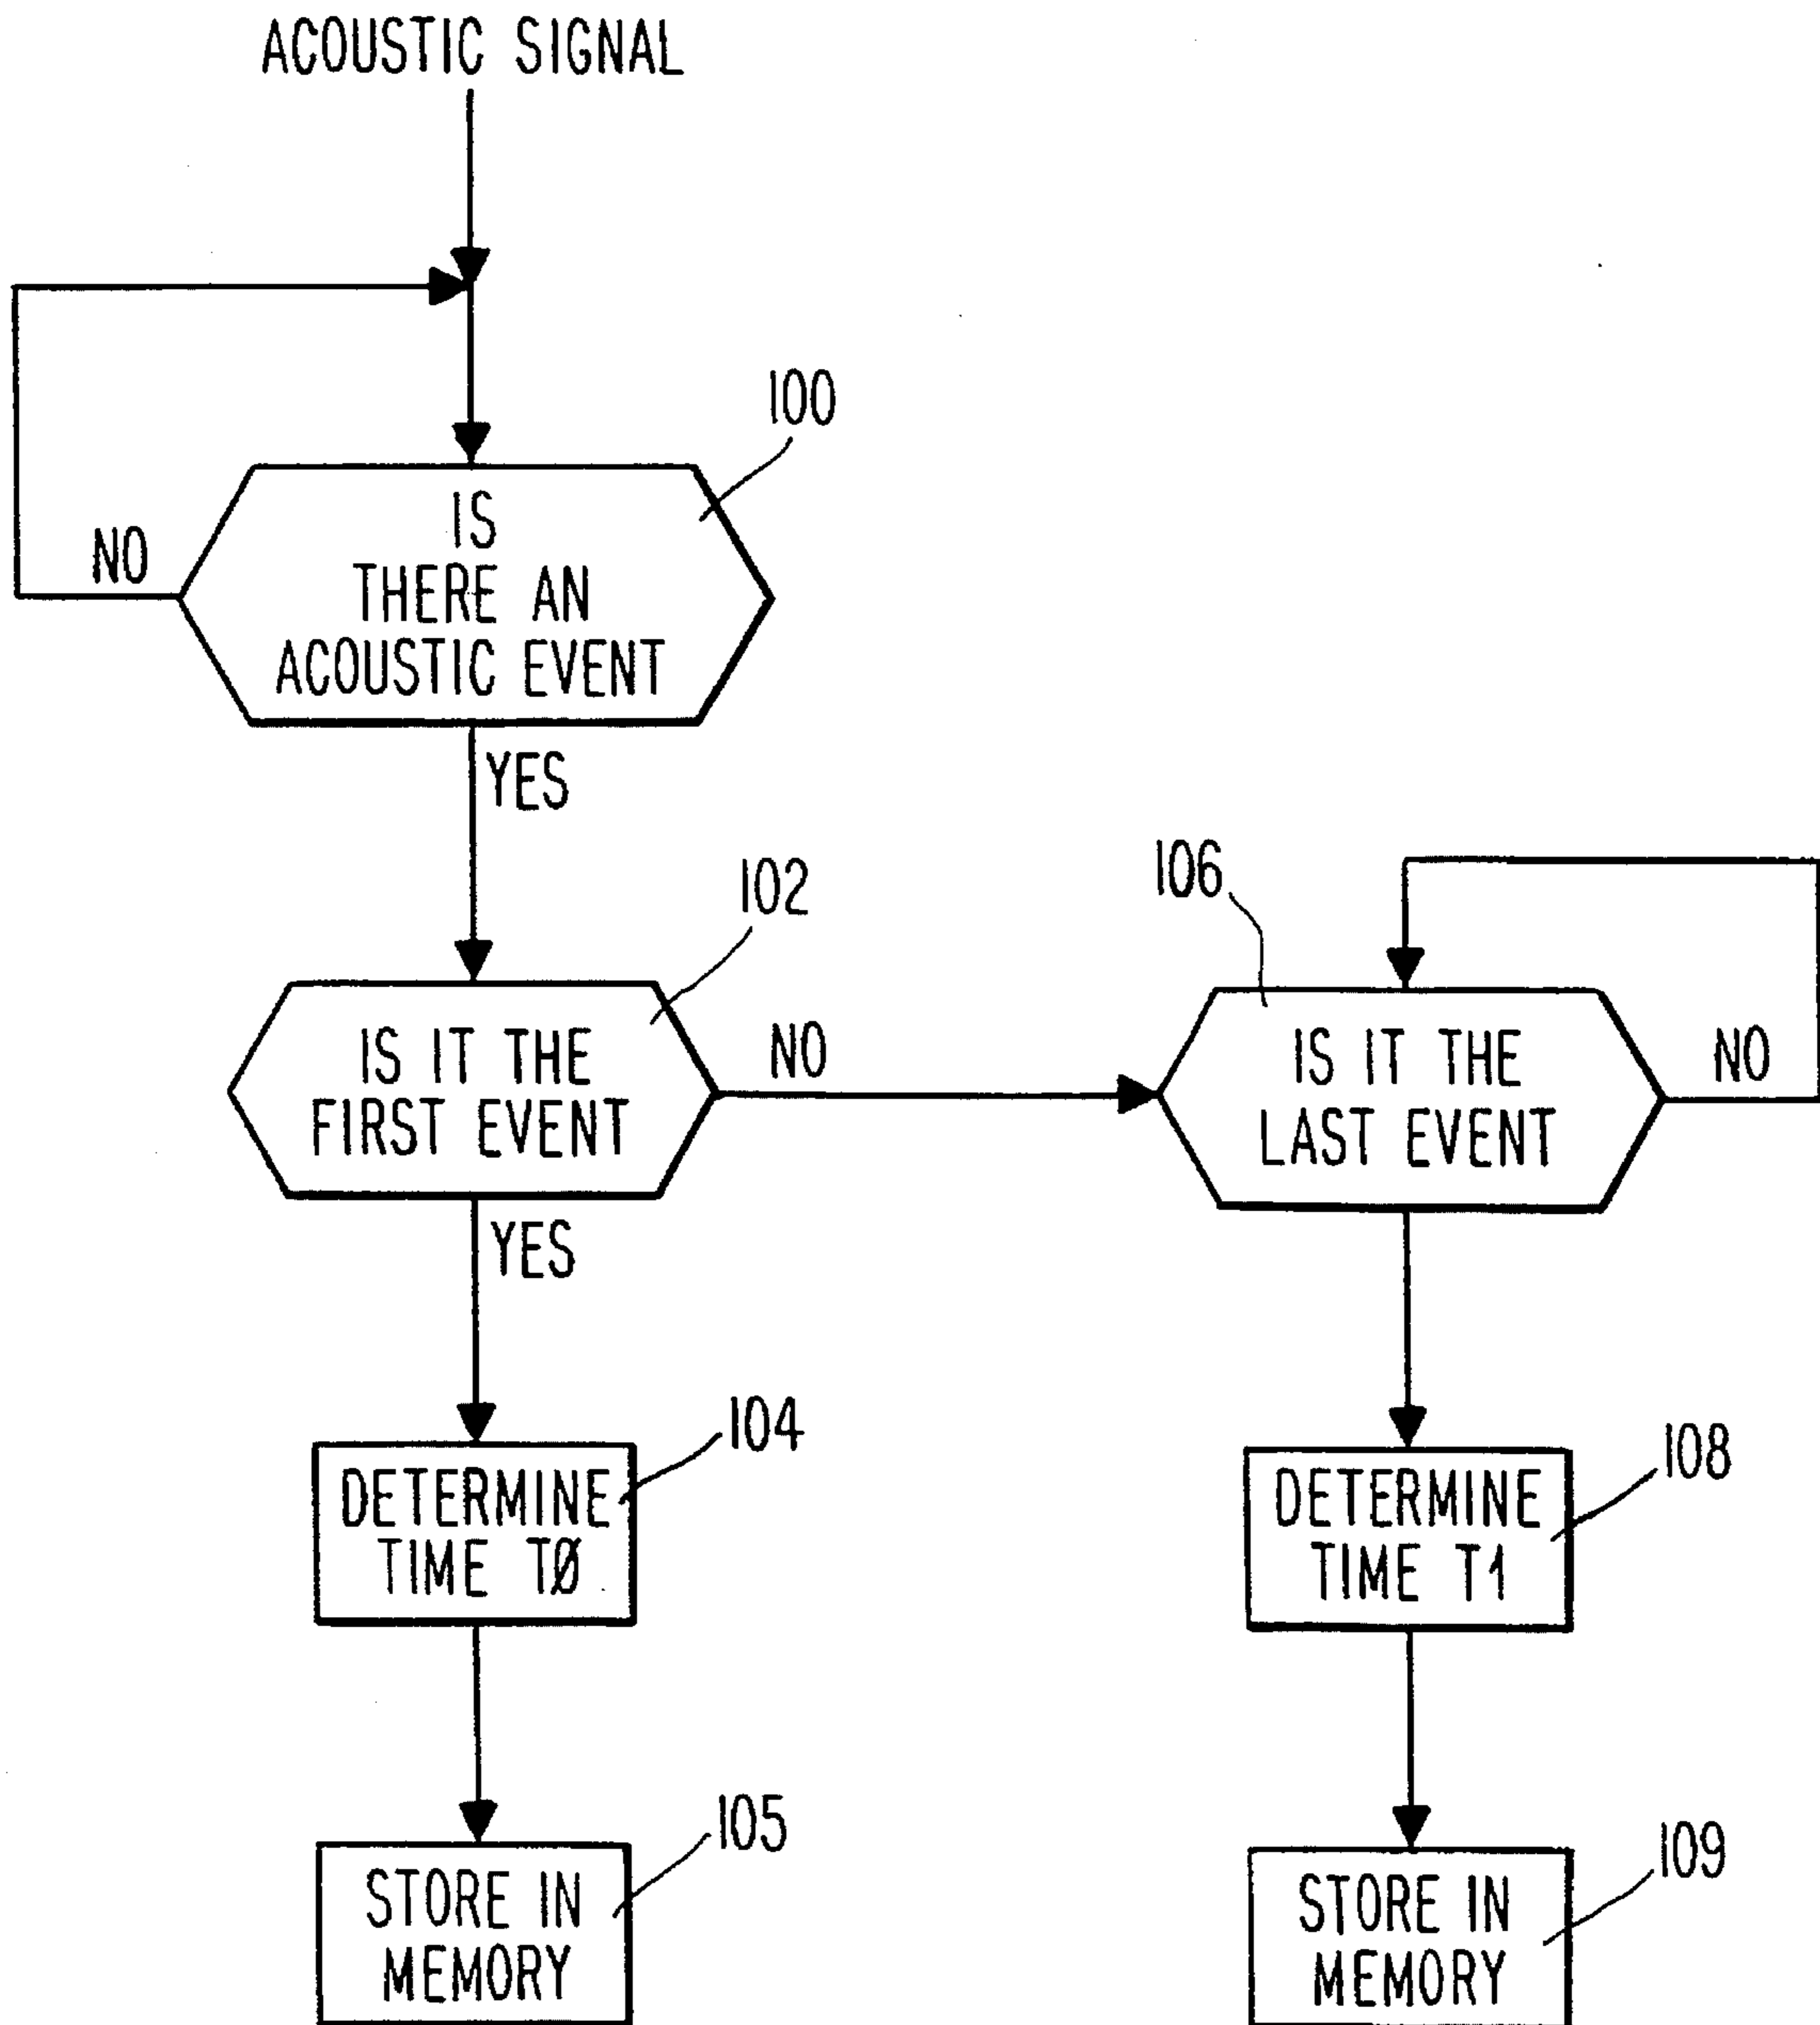 ACOUSTIC SIGNAL
100
IS
THERE AN
ACOUSTIC EVENT
NO
YES
102
IS IT THE
FIRST EVENT
NO
106
IS IT THE
LAST EVENT
NO
YES
104
DETERMINE
TIME TØ
108
DETERMINE
TIME T1
105
STORE IN
MEMORY
109
STORE IN
MEMORY